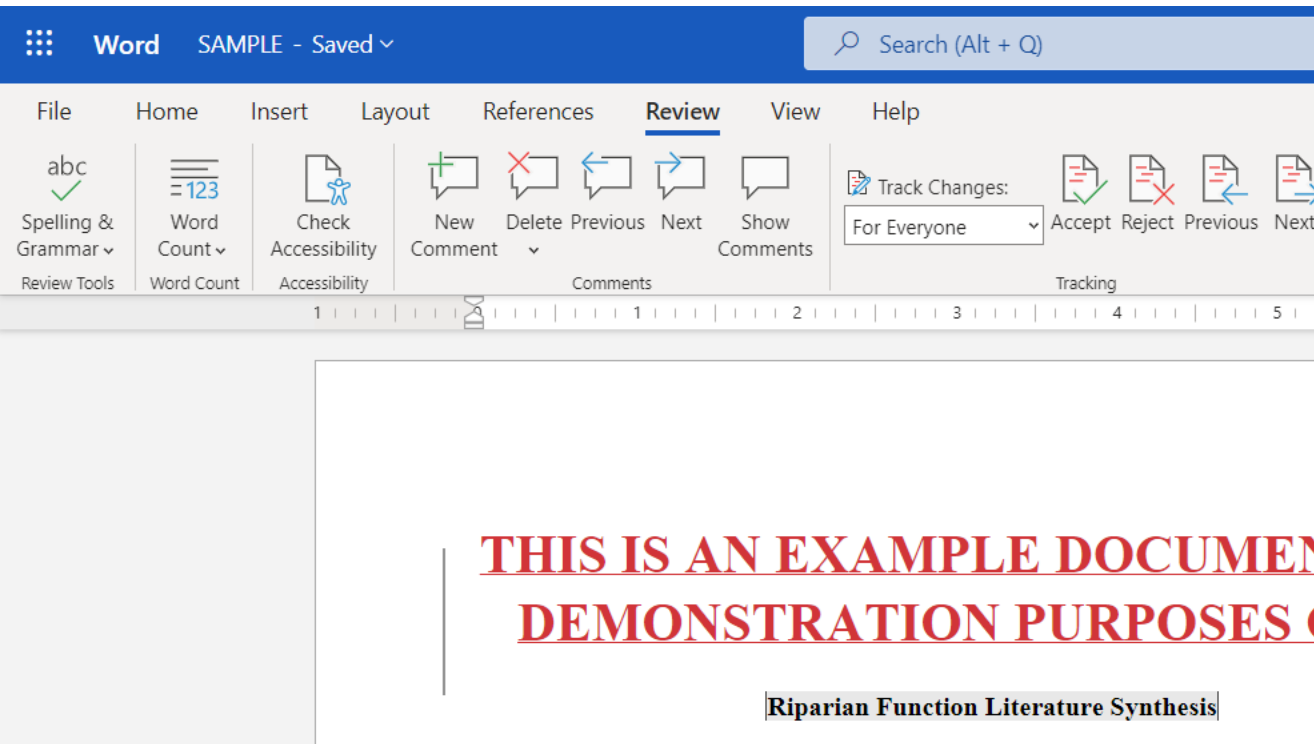 Word SAMPLE - Saved Search (Alt + Q)
File Home Insert Layout References Review View Help
abc
123
Spelling & Grammar
Word Count
Check Accessibility
New Comment
Delete
Previous
Next
Show Comments
Track Changes:
For Everyone
Accept
Reject
Previous
Next
Review Tools Word Count Accessibility Comments Tracking
1 0 1 2 3 4 5
THIS IS AN EXAMPLE DOCUMEN
DEMONSTRATION PURPOSES
Riparian Function Literature Synthesis